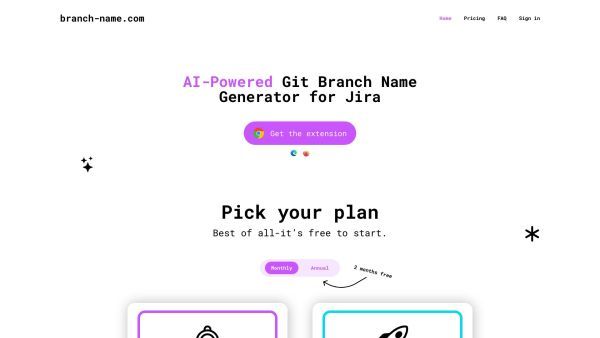 branch-name.com
Home Pricing FAQ Sign in
AI-Powered Git Branch Name
Generator for Jira
Get the extension
Pick your plan
Best of all-it's free to start.
Monthly Annual
2 months free